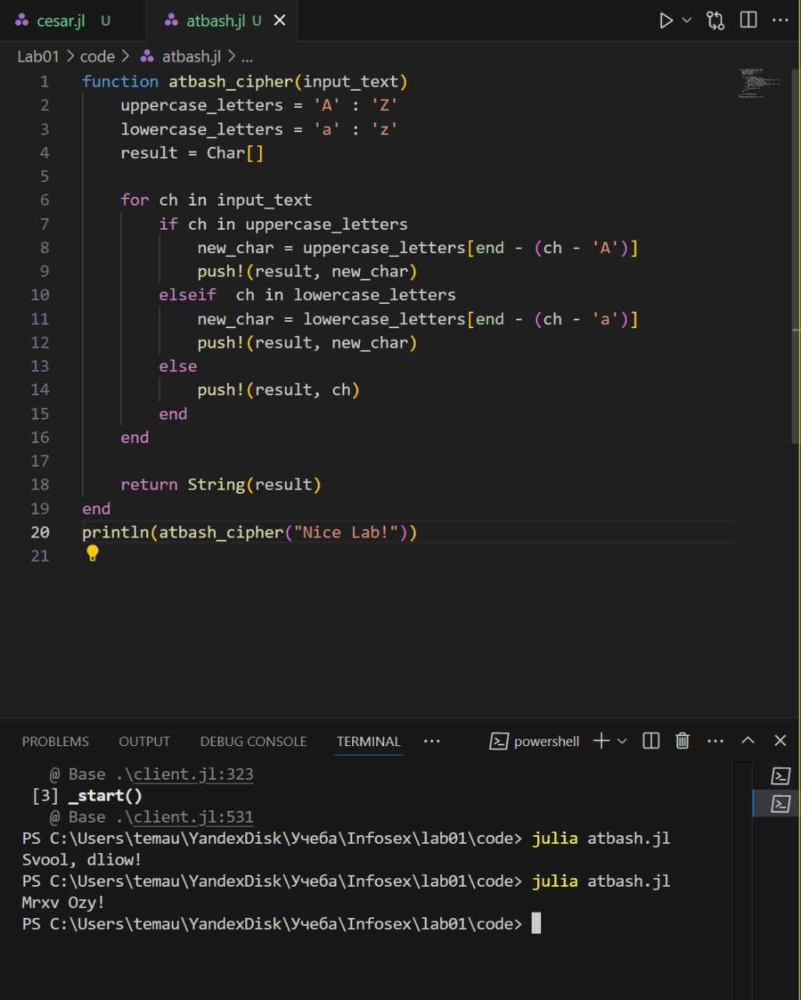 cesar.jl U atbash.jl U
Lab01 > code > atbash.jl > ...
1 function atbash_cipher(input_text)
2     uppercase_letters = 'A' : 'Z'
3     lowercase_letters = 'a' : 'z'
4     result = Char[]
5
6     for ch in input_text
7         if ch in uppercase_letters
8             new_char = uppercase_letters[end - (ch - 'A')]
9             push!(result, new_char)
10         elseif  ch in lowercase_letters
11             new_char = lowercase_letters[end - (ch - 'a')]
12             push!(result, new_char)
13         else
14             push!(result, ch)
15         end
16     end
17
18     return String(result)
19 end
20 println(atbash_cipher("Nice Lab!"))
21
PROBLEMS OUTPUT DEBUG CONSOLE TERMINAL ... powershell
@ Base .\client.jl:323
[3] _start()
@ Base .\client.jl:531
PS C:\Users\temau\YandexDisk\Учеба\Infosex\lab01\code> julia atbash.jl
Svool, dliow!
PS C:\Users\temau\YandexDisk\Учеба\Infosex\lab01\code> julia atbash.jl
Mrxv Ozy!
PS C:\Users\temau\YandexDisk\Учеба\Infosex\lab01\code>